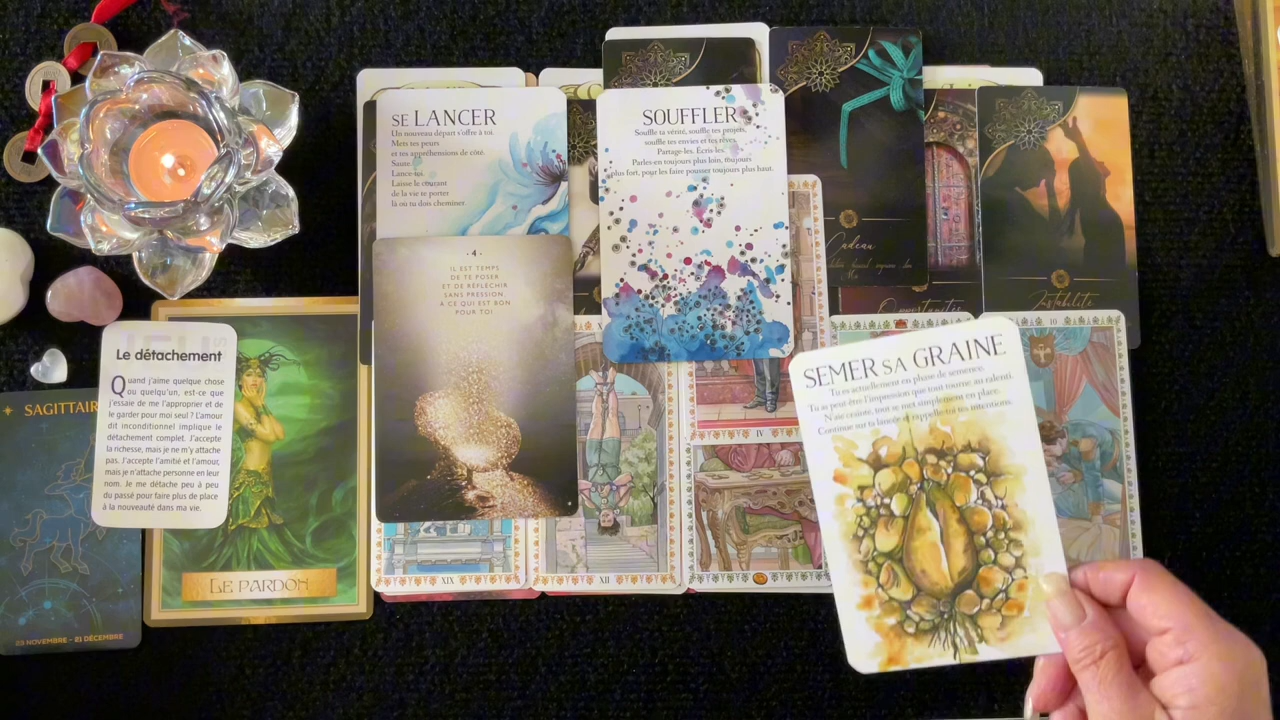 SE LANCER
Un nouveau départ s'offre à toi.
Mets tes peurs
et tes appréhensions de côté.
Saute.
Lance-toi.
Laisse le courant
de la vie te porter
là où tu dois cheminer.
SOUFFLER
Souffle ta vérité, souffle tes projets,
souffle tes envies et tes rêves.
Partage-les. Écris-les.
Parles-en toujours plus loin, toujours
plus fort, pour les faire pousser toujours plus haut.
Cadeau
Opportunités
Instabilité
· 4 ·
IL EST TEMPS
DE TE POSER
ET DE RÉFLÉCHIR
SANS PRESSION,
À CE QUI EST BON
POUR TOI
Le détachement
Quand j'aime quelque chose
ou quelqu'un, est-ce que
j'essaie de me l'approprier et de
le garder pour moi seul ? L'amour
dit inconditionnel implique le
détachement complet. J'accepte
la richesse, mais je ne m'y attache
pas. J'accepte l'amitié et l'amour,
mais je n'attache personne en leur
nom. Je me détache peu à peu
du passé pour faire plus de place
à la nouveauté dans ma vie.
SAGITTAIR
23 NOVEMBRE - 21 DÉCEMBRE
LE PARDON
SEMER SA GRAINE
Tu es actuellement en phase de semence.
Tu as peut être l'impression que tout tourne au ralenti.
N'aie crainte, tout se met simplement en place.
Continue sur ta lancée et rappelle-toi tes intentions.
IV
10
XIX
XII